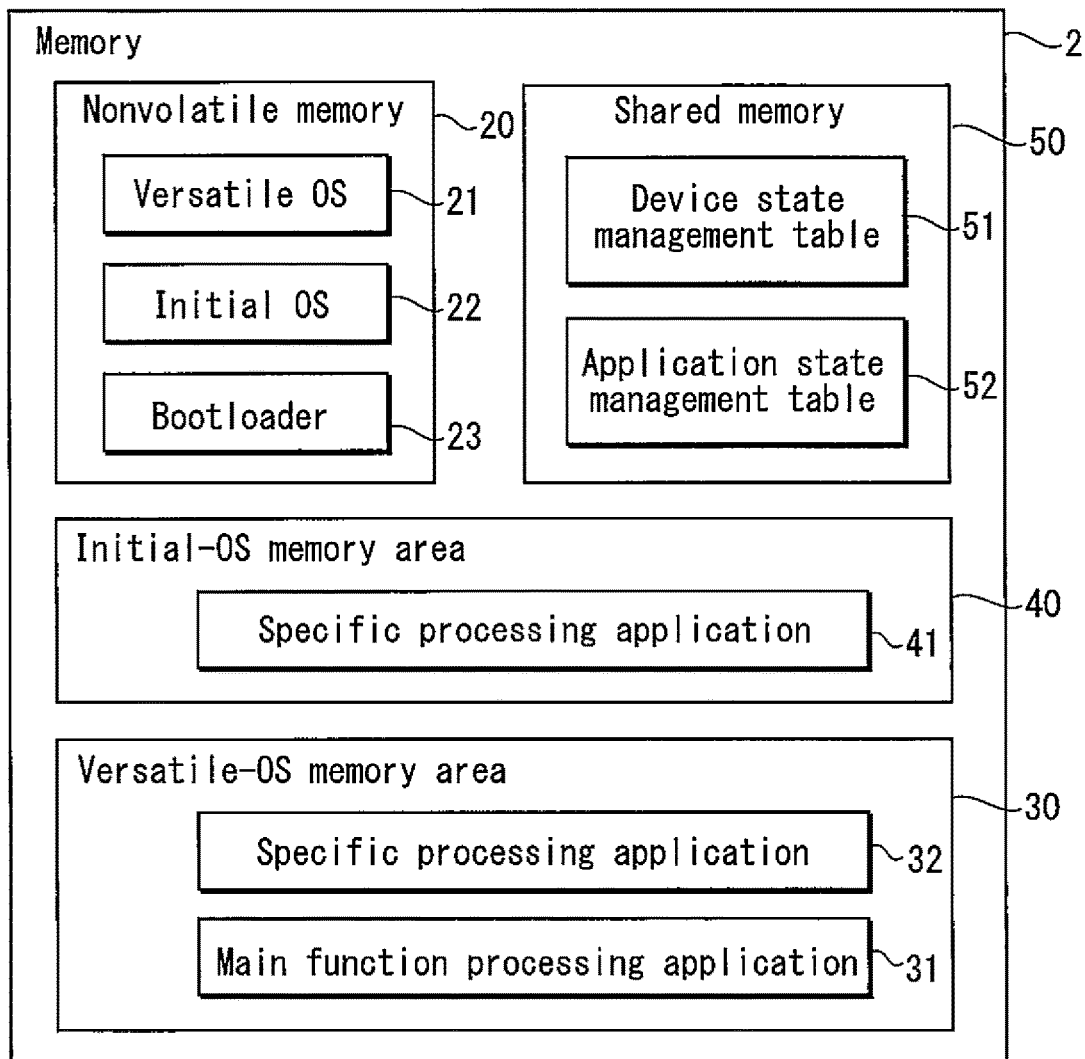 Memory
2
Nonvolatile memory
20
Versatile OS
21
Initial OS
22
Bootloader
23
Shared memory
50
Device state
management table
51
Application state
management table
52
Initial-OS memory area
40
Specific processing application
41
Versatile-OS memory area
30
Specific processing application
32
Main function processing application
31